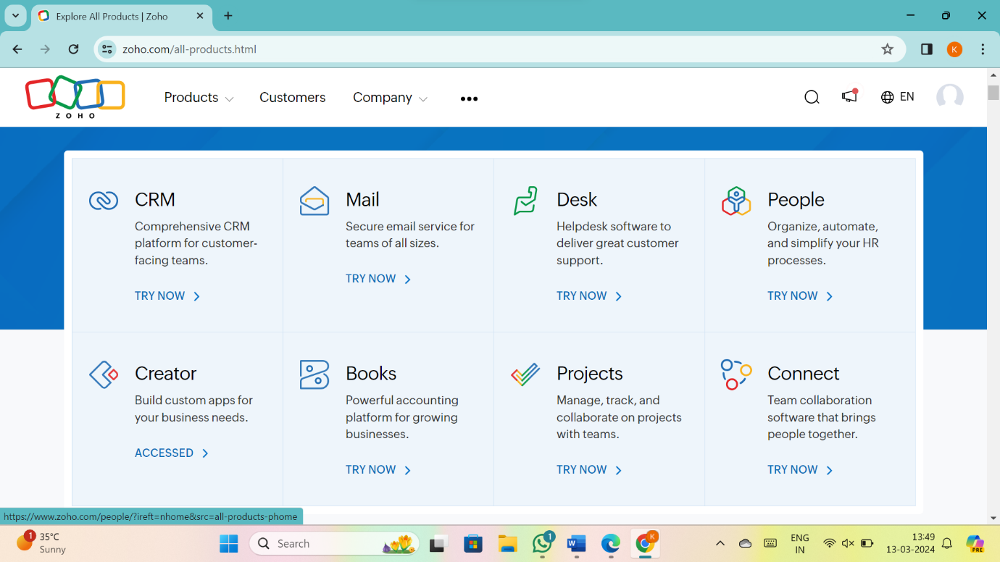 Explore All Products | Zoho
zoho.com/all-products.html
K
ZOHO
Products
Customers
Company
EN
CRM
Comprehensive CRM
platform for customer-
facing teams.
TRY NOW
Mail
Secure email service for
teams of all sizes.
TRY NOW
Desk
Helpdesk software to
deliver great customer
support.
TRY NOW
People
Organize, automate,
and simplify your HR
processes.
TRY NOW
Creator
Build custom apps for
your business needs.
ACCESSED
Books
Powerful accounting
platform for growing
businesses.
TRY NOW
Projects
Manage, track, and
collaborate on projects
with teams.
TRY NOW
Connect
Team collaboration
software that brings
people together.
TRY NOW
https://www.zoho.com/people/?ireft=nhome&src=all-products-phome
1
35°C
Sunny
Search
1
W
K
ENG
IN
13:49
13-03-2024
PRE